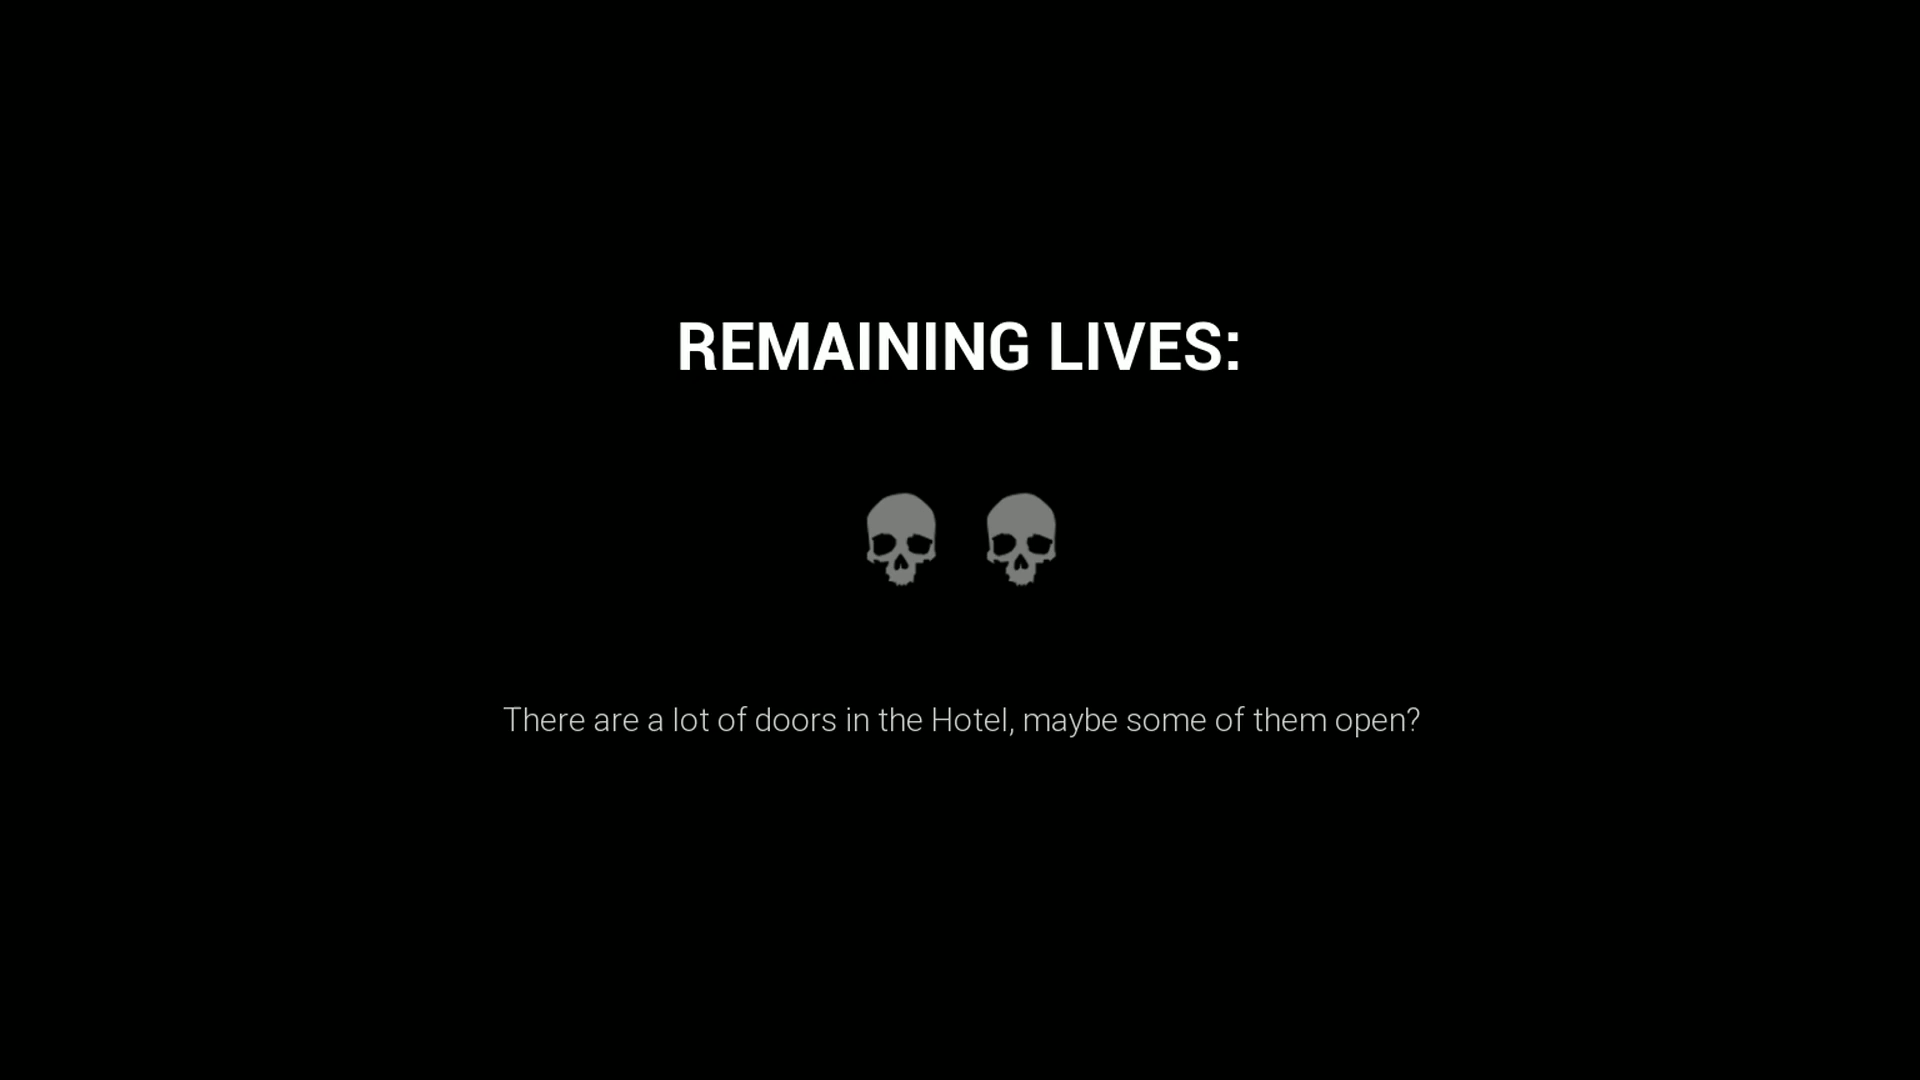 REMAINING LIVES:
There are a lot of doors in the Hotel, maybe some of them open?